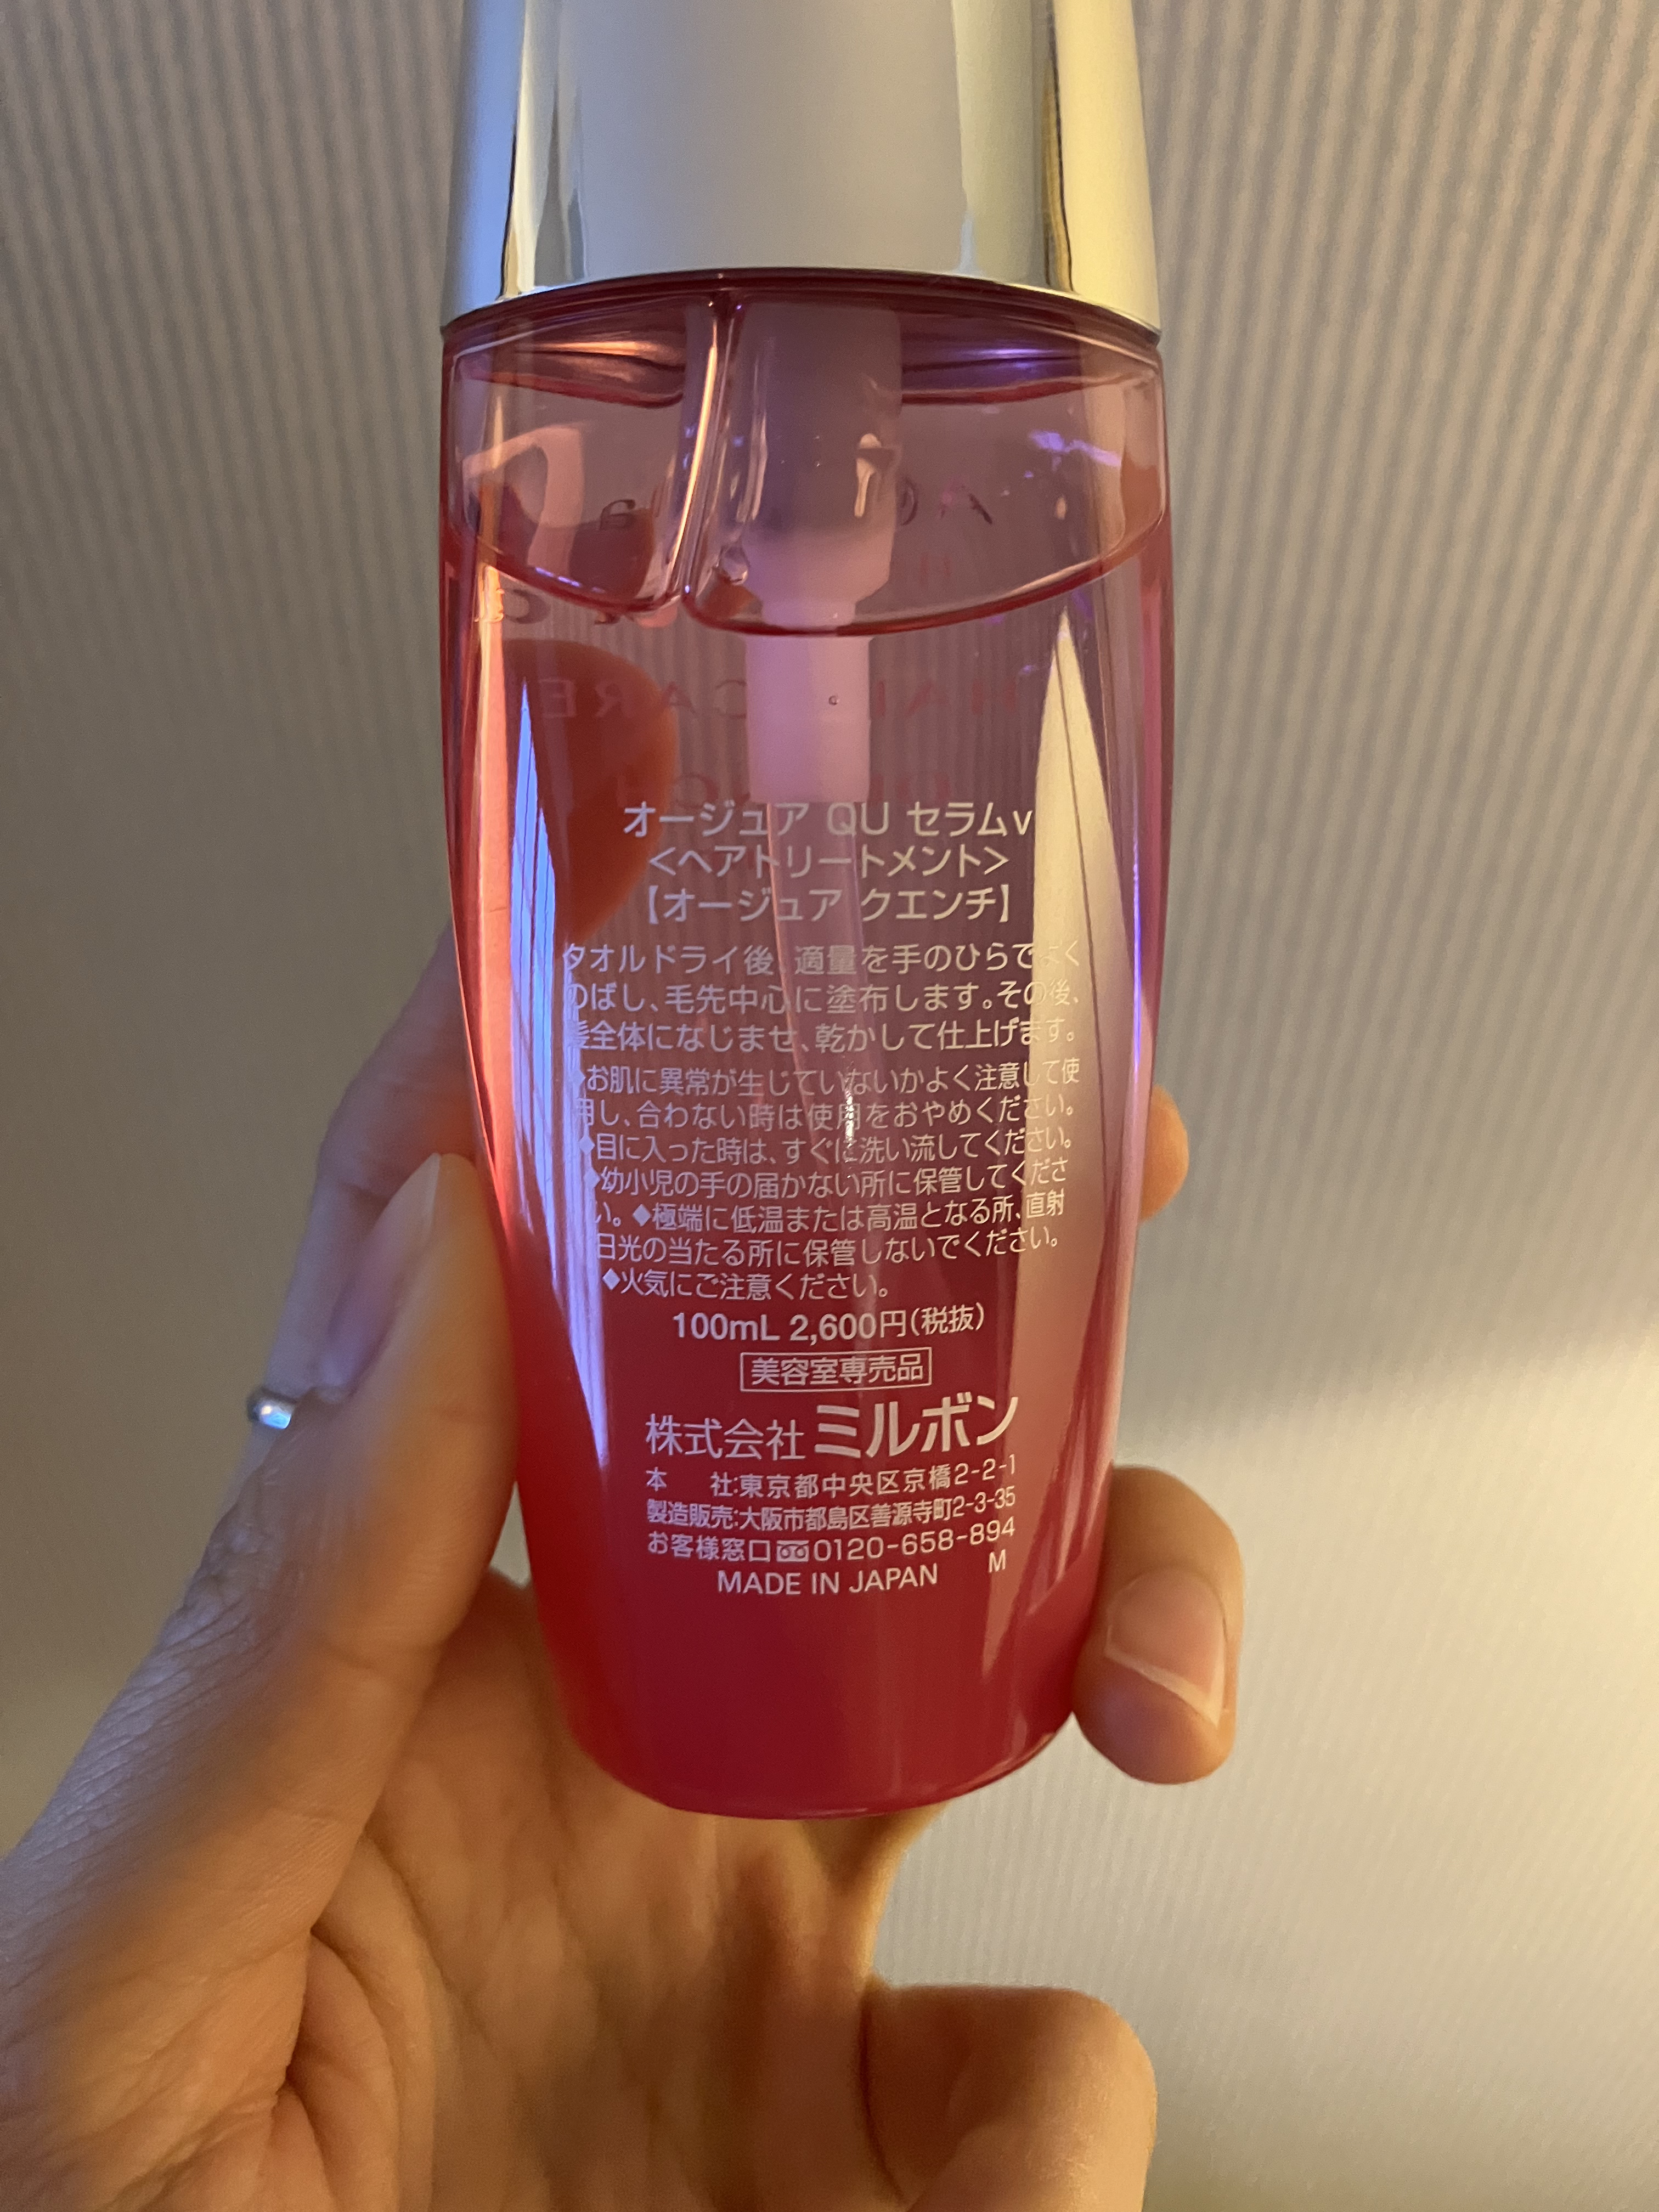 オージュア QU セラムv
<ヘアトリートメント>
【オージュア クエンチ】
タオルドライ後、適量を手のひらでよく
のばし、毛先中心に塗布します。その後、
髪全体になじませ、乾かして仕上げます。
◆お肌に異常が生じていないかよく注意して使
用し、合わない時は使用をおやめください。
◆目に入った時は、すぐに洗い流してください。
◆幼小児の手の届かない所に保管してくださ
い。◆極端に低温または高温となる所、直射
日光の当たる所に保管しないでください。
◆火気にご注意ください。
100mL 2,600円(税抜)
美容室専売品
株式会社 ミルボン
本 社:東京都中央区京橋2-2-1
製造販売:大阪市都島区善源寺町2-3-35
お客様窓口 0120-658-894
MADE IN JAPAN M